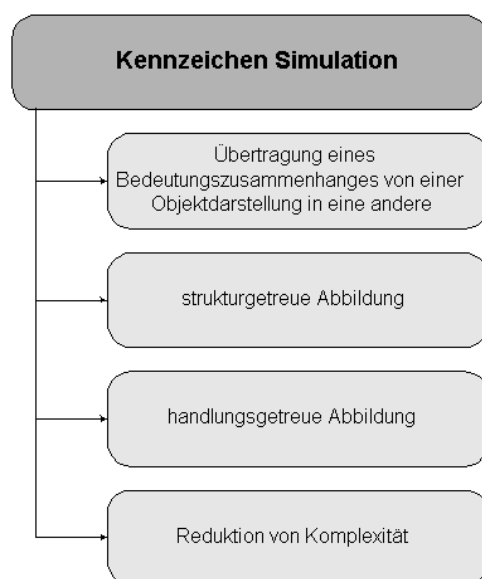 Kennzeichen Simulation
Übertragung eines
Bedeutungszusammenhanges von einer
Objektdarstellung in eine andere
strukturgetreue Abbildung
handlungsgetreue Abbildung
Reduktion von Komplexität